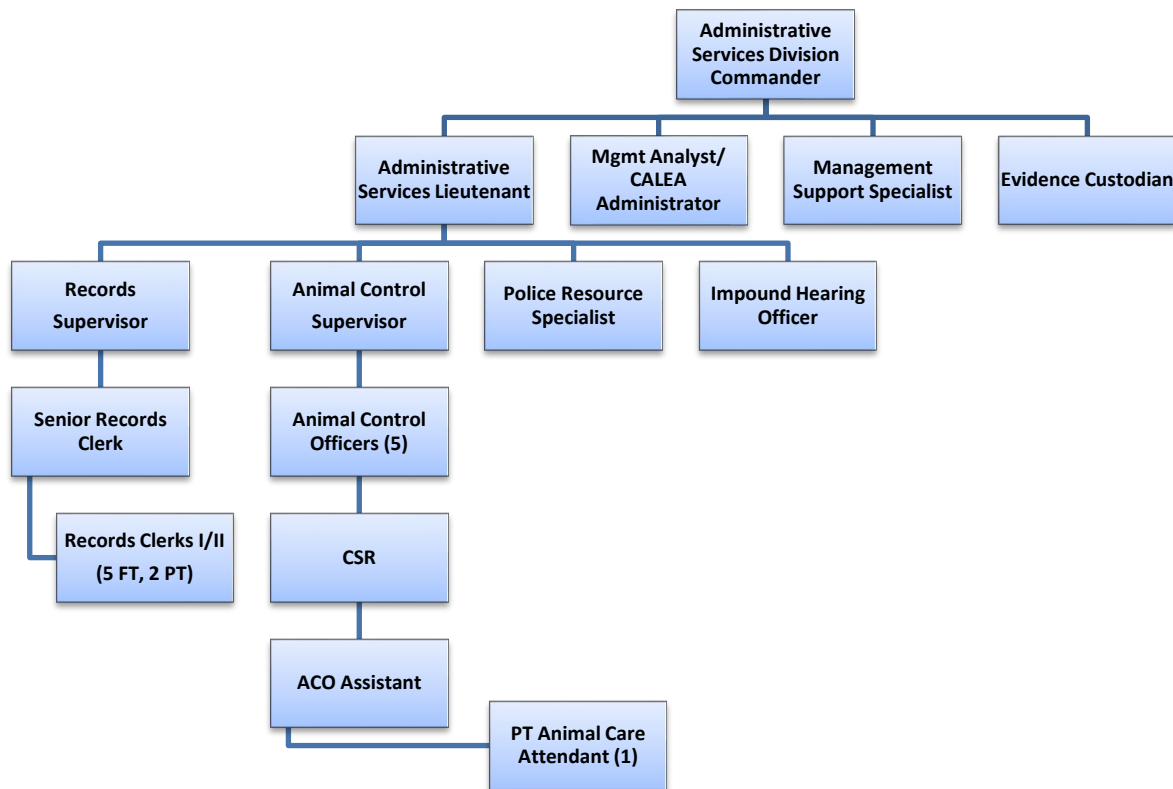 Administrative
Services Division
Commander
Administrative
Services Lieutenant
Mgmt Analyst/
CALEA
Administrator
Management
Support Specialist
Evidence Custodian
Records
Supervisor
Animal Control
Supervisor
Police Resource
Specialist
Impound Hearing
Officer
Senior Records
Clerk
Animal Control
Officers (5)
Records Clerks I/II
(5 FT, 2 PT)
CSR
ACO Assistant
PT Animal Care
Attendant (1)